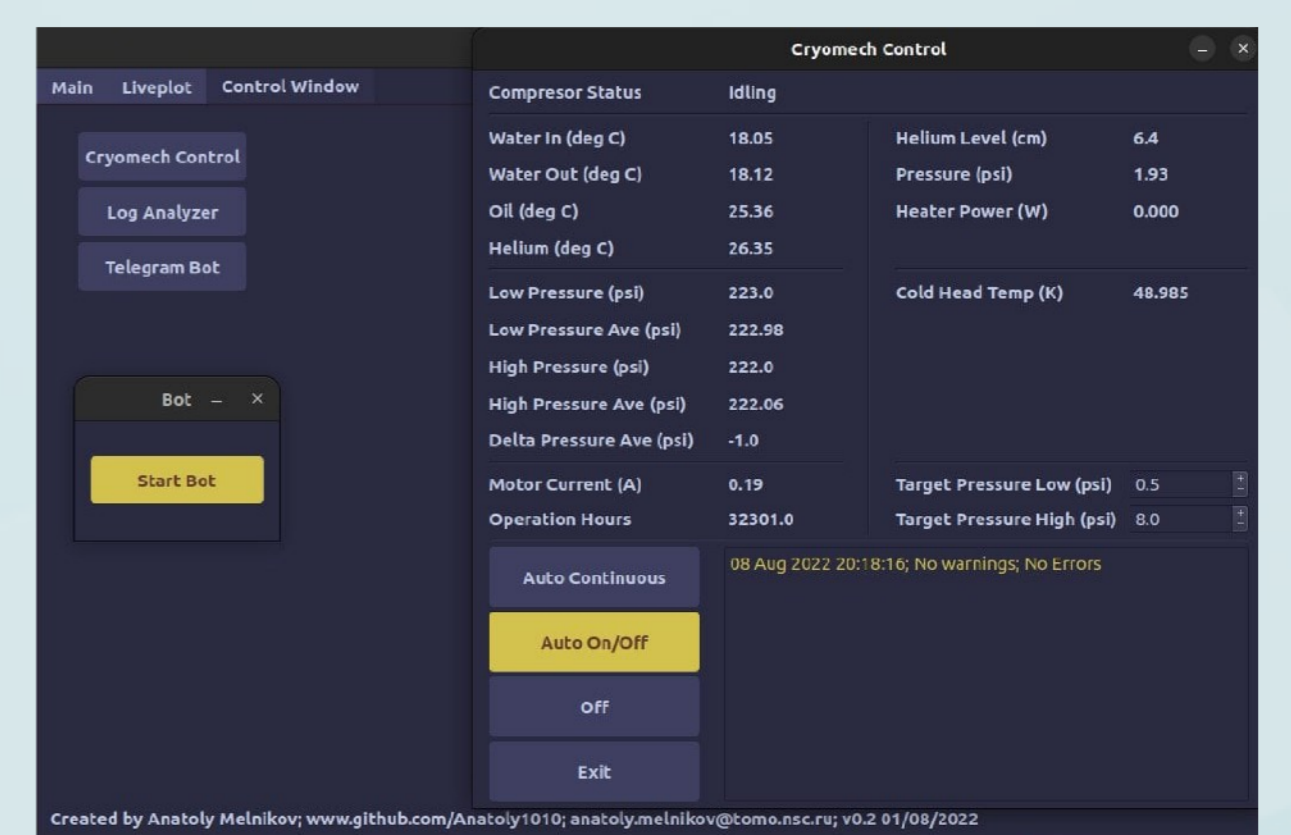 Cryomech Control
Main Liveplot Control Window
Cryomech Control
Log Analyzer
Telegram Bot
Bot
Start Bot
Compresor Status Idling
Water In (deg C) 18.05 Helium Level (cm) 6.4
Water Out (deg C) 18.12 Pressure (psi) 1.93
Oil (deg C) 25.36 Heater Power (W) 0.000
Helium (deg C) 26.35
Low Pressure (psi) 223.0 Cold Head Temp (K) 48.985
Low Pressure Ave (psi) 222.98
High Pressure (psi) 222.0
High Pressure Ave (psi) 222.06
Delta Pressure Ave (psi) -1.0
Motor Current (A) 0.19 Target Pressure Low (psi) 0.5
Operation Hours 32301.0 Target Pressure High (psi) 8.0
Auto Continuous
Auto On/Off
Off
Exit
08 Aug 2022 20:18:16; No warnings; No Errors
Created by Anatoly Melnikov; www.github.com/Anatoly1010; anatoly.melnikov@tomo.nsc.ru; v0.2 01/08/2022